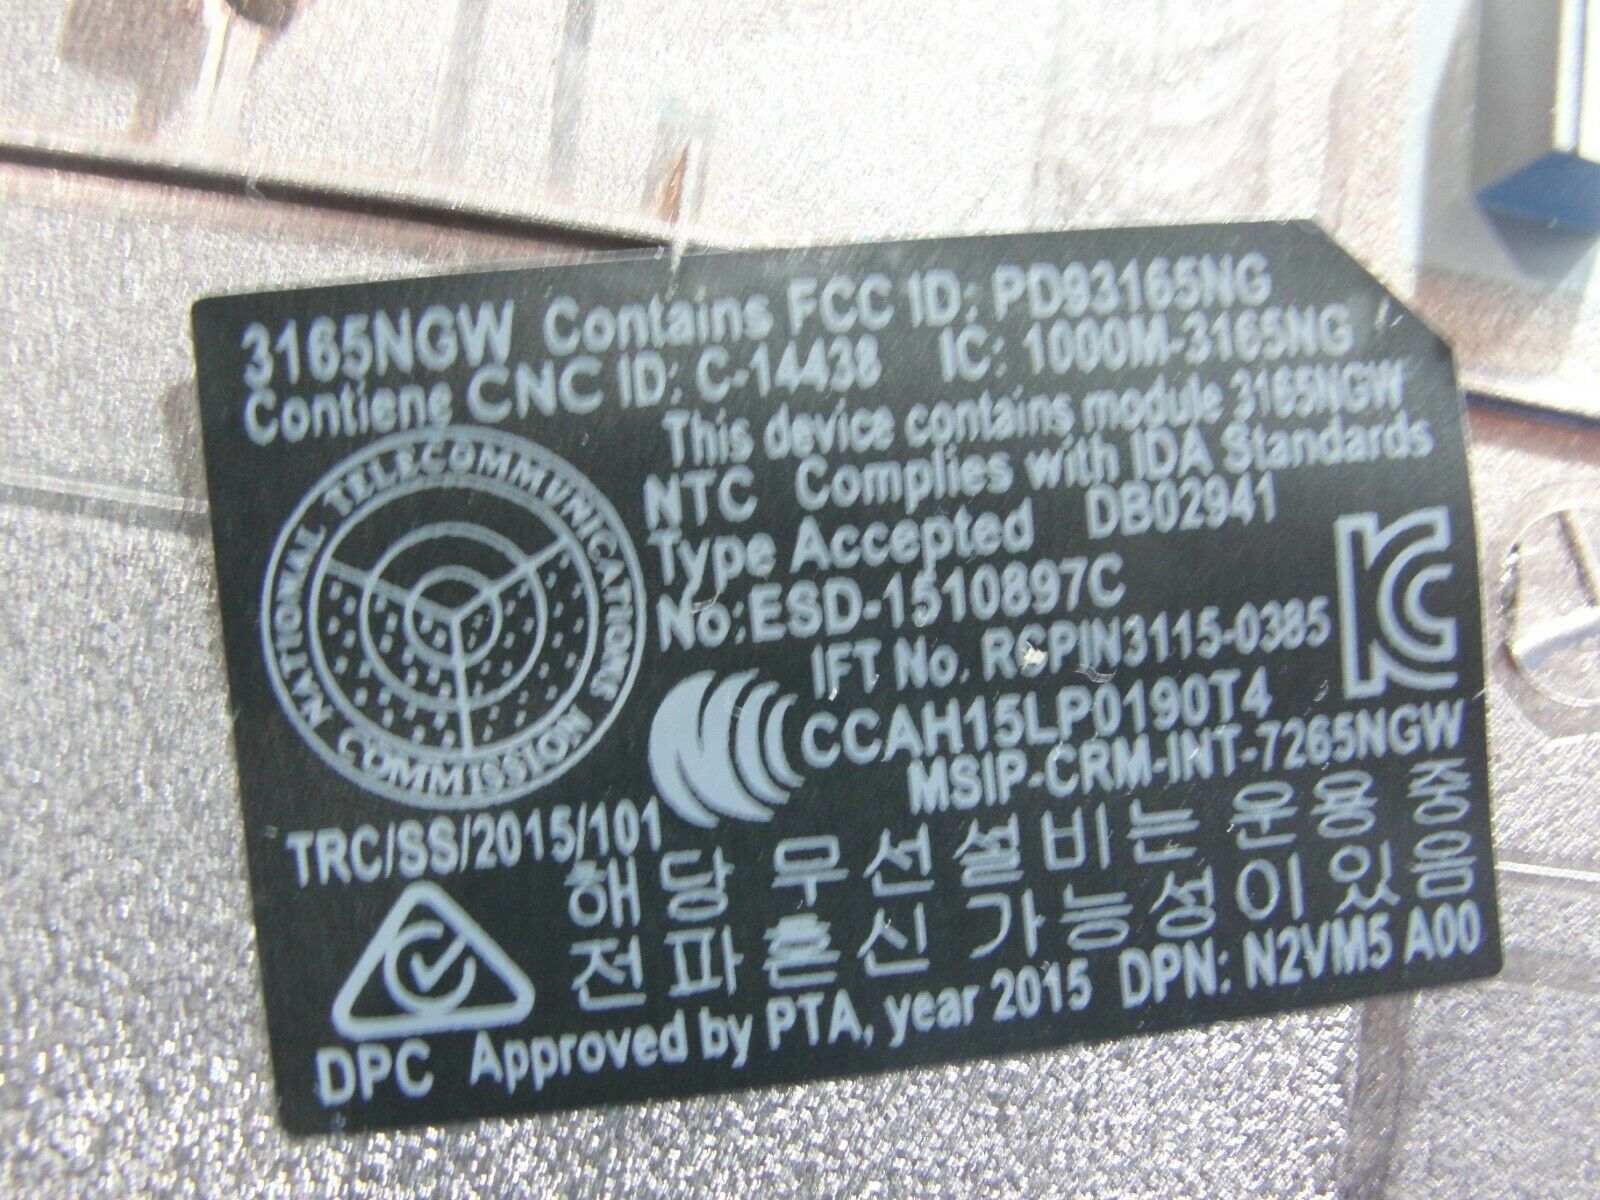 3165NGW Contains FCC ID: PD93165NG
Contiene CNC ID: C-14438 IC: 1000M-3165NG
This device contains module 3165NGW
NATIONAL TELECOMMUNICATIONS COMMISSION
NTC Complies with IDA Standards
Type Accepted DB02941
No:ESD-1510897C
IFT No. RCPIN3115-0385
CCAH15LP0190T4
MSIP-CRM-INT-7265NGW
TRC/SS/2015/101
해당 무선설비는 운용 중
전파혼신 가능성이 있음
DPC Approved by PTA, year 2015 DPN: N2VM5 A00